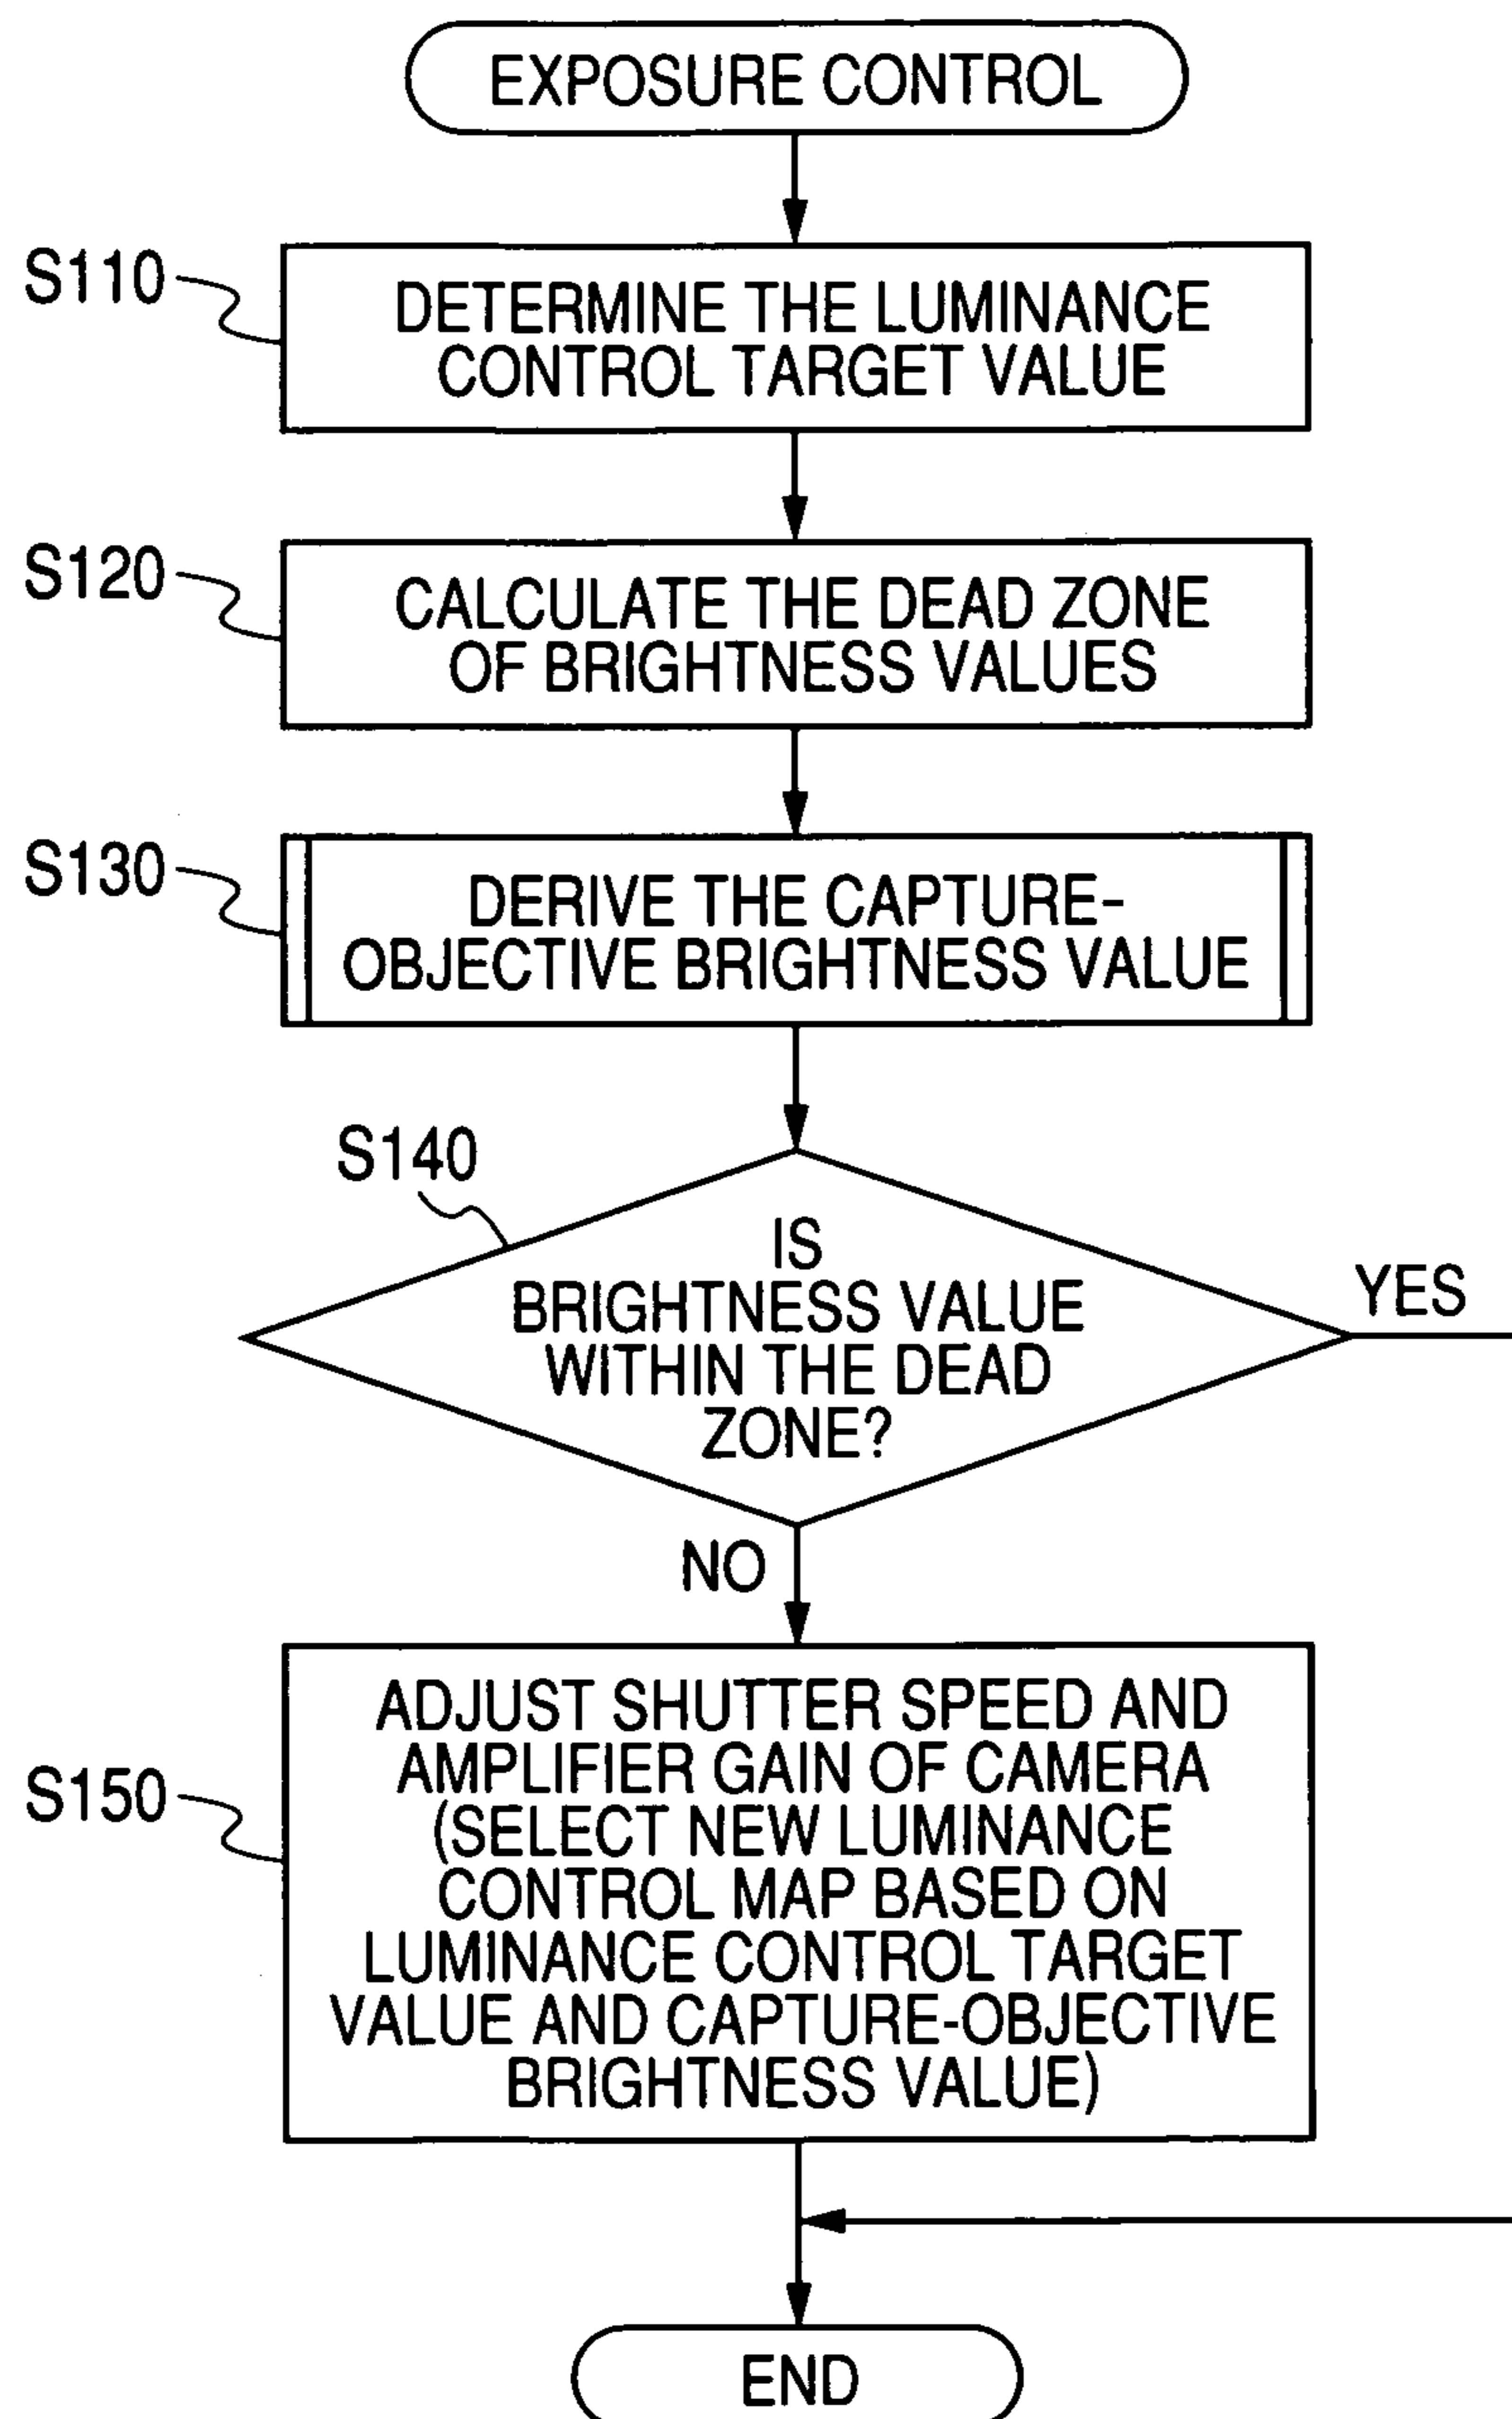 EXPOSURE CONTROL
S110
DETERMINE THE LUMINANCE
CONTROL TARGET VALUE
S120
CALCULATE THE DEAD ZONE
OF BRIGHTNESS VALUES
S130
DERIVE THE CAPTURE-
OBJECTIVE BRIGHTNESS VALUE
S140
IS
BRIGHTNESS VALUE
WITHIN THE DEAD
ZONE?
YES
NO
S150
ADJUST SHUTTER SPEED AND
AMPLIFIER GAIN OF CAMERA
(SELECT NEW LUMINANCE
CONTROL MAP BASED ON
LUMINANCE CONTROL TARGET
VALUE AND CAPTURE-OBJECTIVE
BRIGHTNESS VALUE)
END